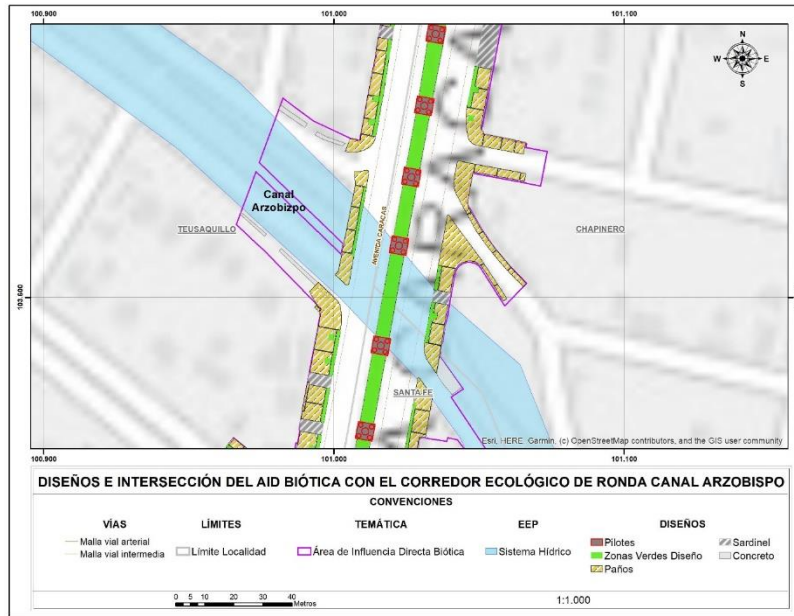 100.900
101.000
101.100
N
W
E
S
Canal
Arzobizpo
TEUSAQUILLO
AVENIDA CARACAS
CHAPINERO
103.600
103.600
SANTA FE
Esri, HERE, Garmin, (c) OpenStreetMap contributors, and the GIS user community
100.900
101.000
101.100
DISEÑOS E INTERSECCIÓN DEL AID BIÓTICA CON EL CORREDOR ECOLÓGICO DE RONDA CANAL ARZOBISPO
CONVENCIONES
VÍAS
LÍMITES
TEMÁTICA
EEP
DISEÑOS
Malla vial arterial
Malla vial intermedia
Límite Localidad
Área de Influencia Directa Biótica
Sistema Hídrico
Pilotes
Zonas Verdes Diseño
Paños
Sardinel
Concreto
0 5 10 20 30 40
Metros
1:1.000